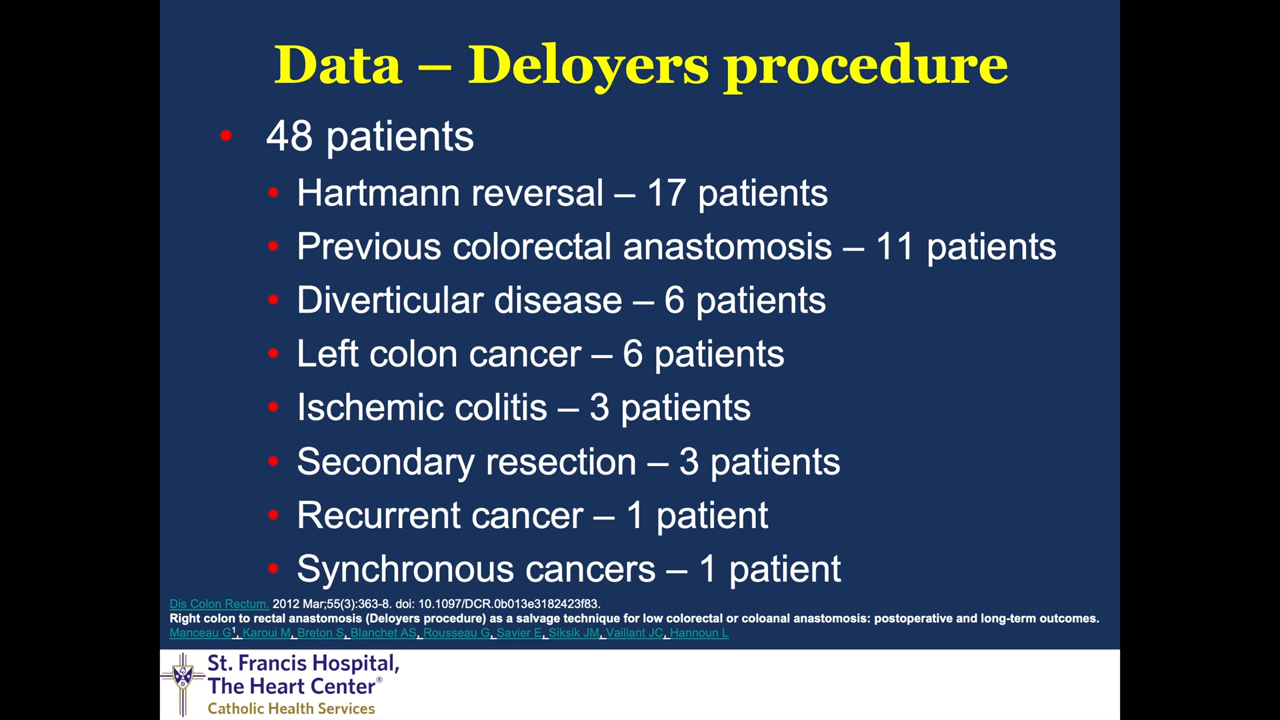 Data – Deloyers procedure
• 48 patients
• Hartmann reversal – 17 patients
• Previous colorectal anastomosis – 11 patients
• Diverticular disease – 6 patients
• Left colon cancer – 6 patients
• Ischemic colitis – 3 patients
• Secondary resection – 3 patients
• Recurrent cancer – 1 patient
• Synchronous cancers – 1 patient
Dis Colon Rectum. 2012 Mar;55(3):363-8. doi: 10.1097/DCR.0b013e3182423f83.
Right colon to rectal anastomosis (Deloyers procedure) as a salvage technique for low colorectal or coloanal anastomosis: postoperative and long-term outcomes.
Manceau G¹, Karoui M, Breton S, Blanchet AS, Rousseau G, Savier E, Siksik JM, Vaillant JC, Hannoun L
St. Francis Hospital,
The Heart Center®
Catholic Health Services